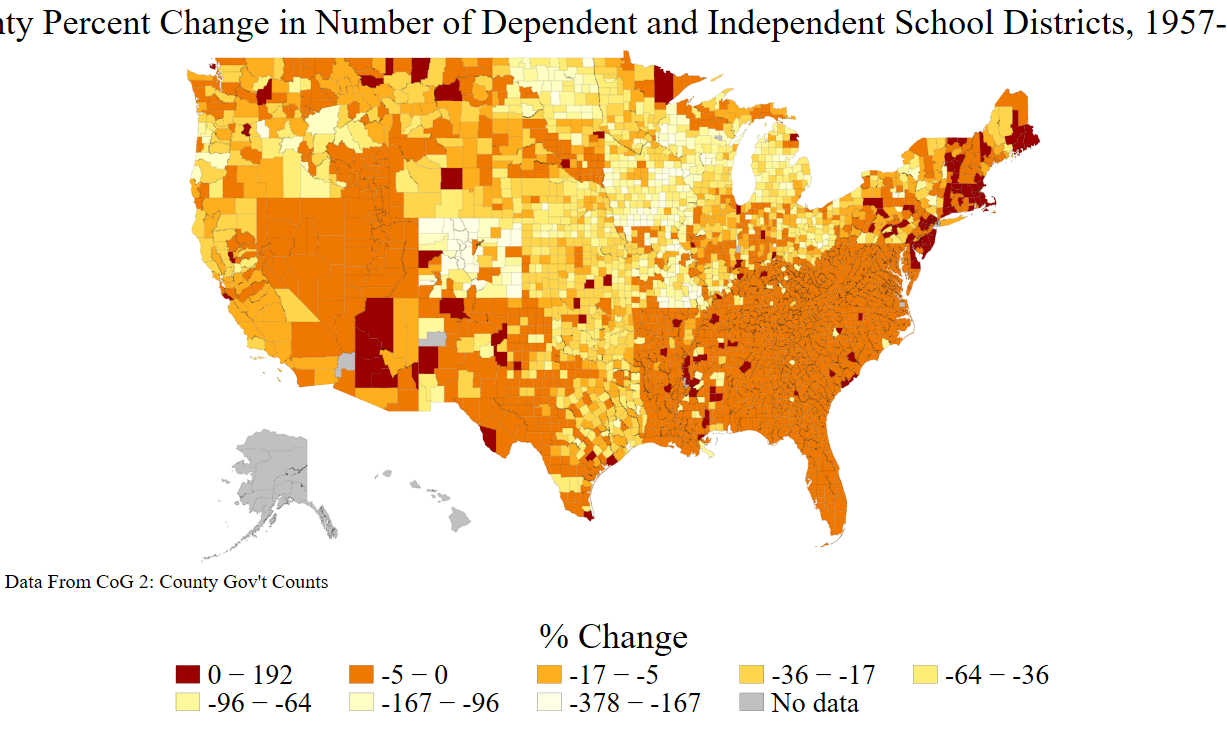 nty Percent Change in Number of Dependent and Independent School Districts, 1957-
Data From CoG 2: County Gov't Counts
% Change
0 − 192 -5 − 0 -17 − -5 -36 − -17 -64 − -36
-96 − -64 -167 − -96 -378 − -167 No data